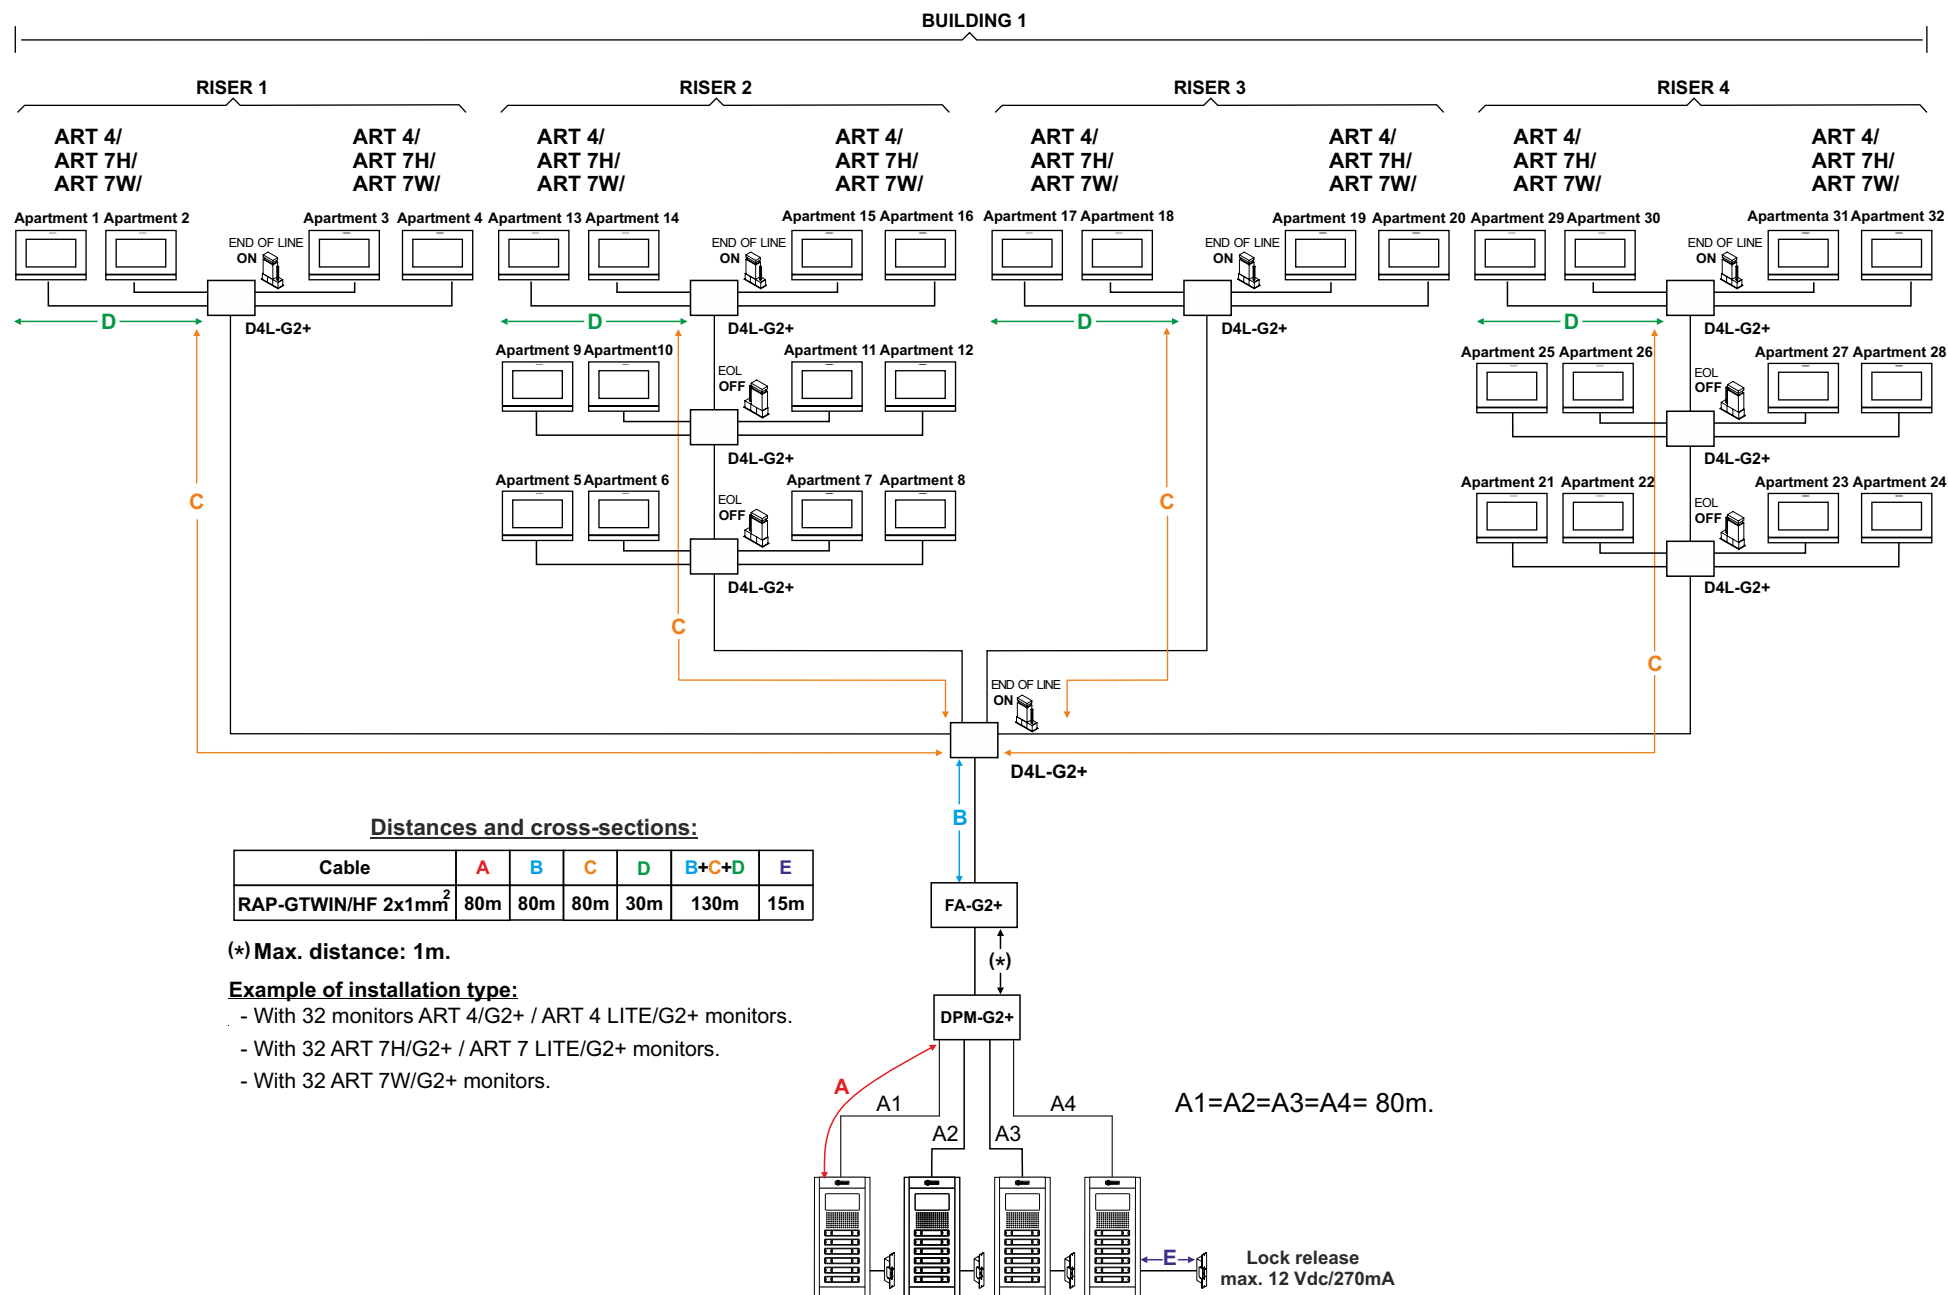 BUILDING 1
RISER 1
RISER 2
RISER 3
RISER 4
ART 4/
ART 7H/
ART 7W/
ART 4/
ART 7H/
ART 7W/
ART 4/
ART 7H/
ART 7W/
ART 4/
ART 7H/
ART 7W/
ART 4/
ART 7H/
ART 7W/
ART 4/
ART 7H/
ART 7W/
ART 4/
ART 7H/
ART 7W/
ART 4/
ART 7H/
ART 7W/
Apartment 1 Apartment 2 Apartment 3 Apartment 4
Apartment 13 Apartment 14 Apartment 15 Apartment 16
Apartment 17 Apartment 18 Apartment 19 Apartment 20
Apartment 29 Apartment 30 Apartmenta 31 Apartment 32
END OF LINE
ON
END OF LINE
ON
END OF LINE
ON
END OF LINE
ON
D
D4L-G2+
D
D4L-G2+
D
D4L-G2+
D
D4L-G2+
Apartment 9 Apartment10 Apartment 11 Apartment 12
EOL
OFF
D4L-G2+
Apartment 25 Apartment 26 Apartment 27 Apartment 28
EOL
OFF
D4L-G2+
Apartment 5 Apartment 6 Apartment 7 Apartment 8
EOL
OFF
D4L-G2+
Apartment 21 Apartment 22 Apartment 23 Apartment 24
EOL
OFF
D4L-G2+
C
C
C
C
END OF LINE
ON
D4L-G2+
B
Distances and cross-sections:
Cable A B C D B+C+D E
RAP-GTWIN/HF 2x1mm² 80m 80m 80m 30m 130m 15m
(*) Max. distance: 1m.
Example of installation type:
- With 32 monitors ART 4/G2+ / ART 4 LITE/G2+ monitors.
- With 32 ART 7H/G2+ / ART 7 LITE/G2+ monitors.
- With 32 ART 7W/G2+ monitors.
FA-G2+
(*)
DPM-G2+
A
A1
A2
A3
A4
A1=A2=A3=A4= 80m.
E
Lock release
max. 12 Vdc/270mA